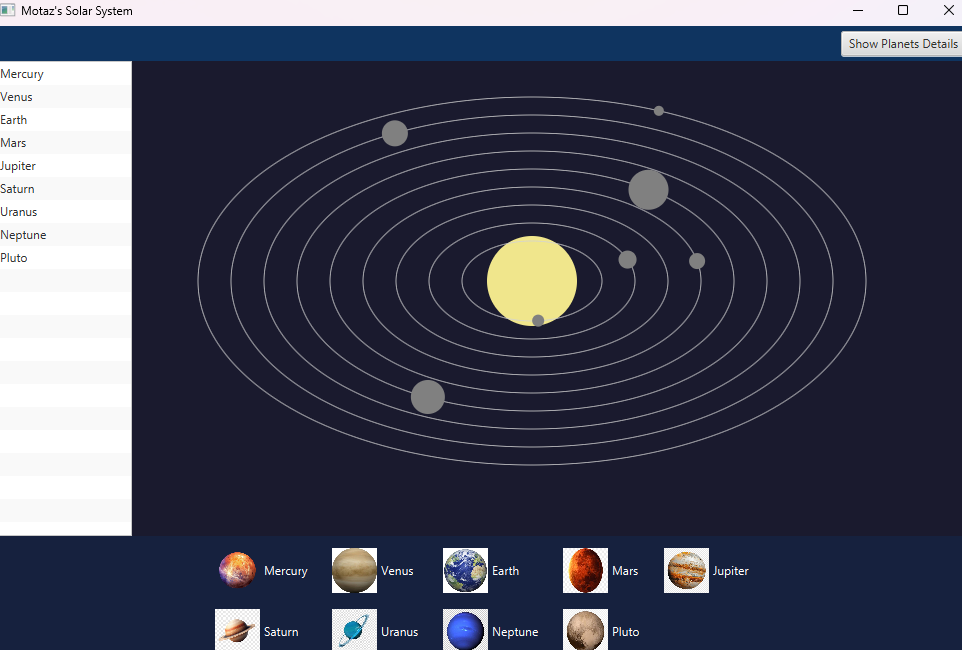 Motaz's Solar System
Show Planets Details
Mercury
Venus
Earth
Mars
Jupiter
Saturn
Uranus
Neptune
Pluto
Mercury Venus Earth Mars Jupiter
Saturn Uranus Neptune Pluto